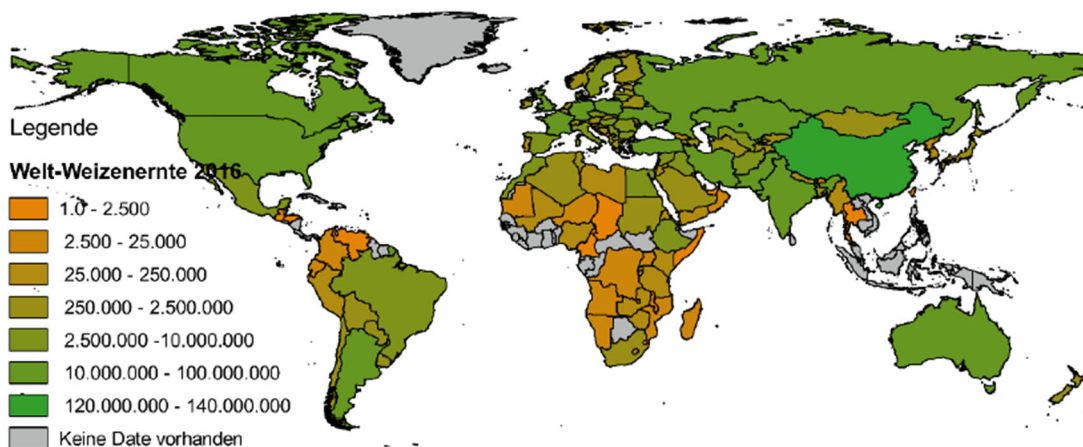 Legende
Welt-Weizenernte 2016
1.0 - 2.500
2.500 - 25.000
25.000 - 250.000
250.000 - 2.500.000
2.500.000 -10.000.000
10.000.000 - 100.000.000
120.000.000 - 140.000.000
Keine Date vorhanden